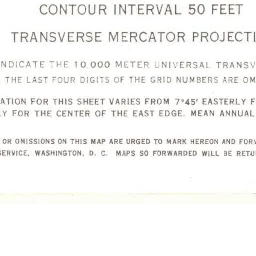 CONTOUR INTERVAL 50 FEET
TRANSVERSE MERCATOR PROJECTI
NDICATE THE 10 000 METER UNIVERSAL TRANSV
THE LAST FOUR DIGITS OF THE GRID NUMBERS ARE OM
ATION FOR THIS SHEET VARIES FROM 7°45′ EASTERLY F
Y FOR THE CENTER OF THE EAST EDGE. MEAN ANNUAL
OR OMISSIONS ON THIS MAP ARE URGED TO MARK HEREON AND FORW
SERVICE, WASHINGTON, D. C. MAPS SO FORWARDED WILL BE RETU